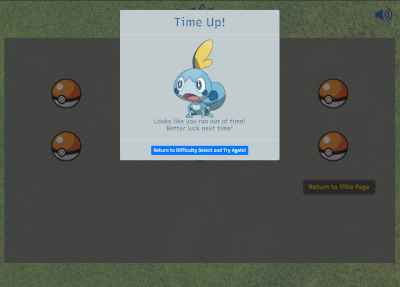 Time Up!
Looks like you ran out of time!
Better luck next time!
Return to Difficulty Select and Try Again!
Return to Title Page